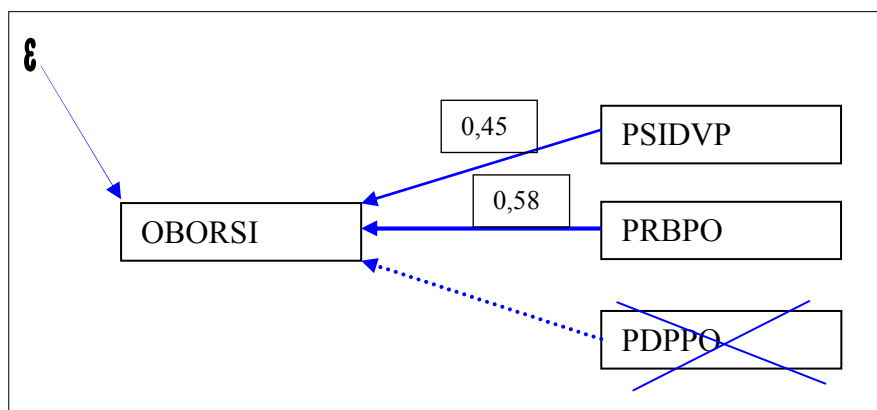 ε
0,45
PSIDVP
0,58
OBORSI
PRBPO
PDPPO